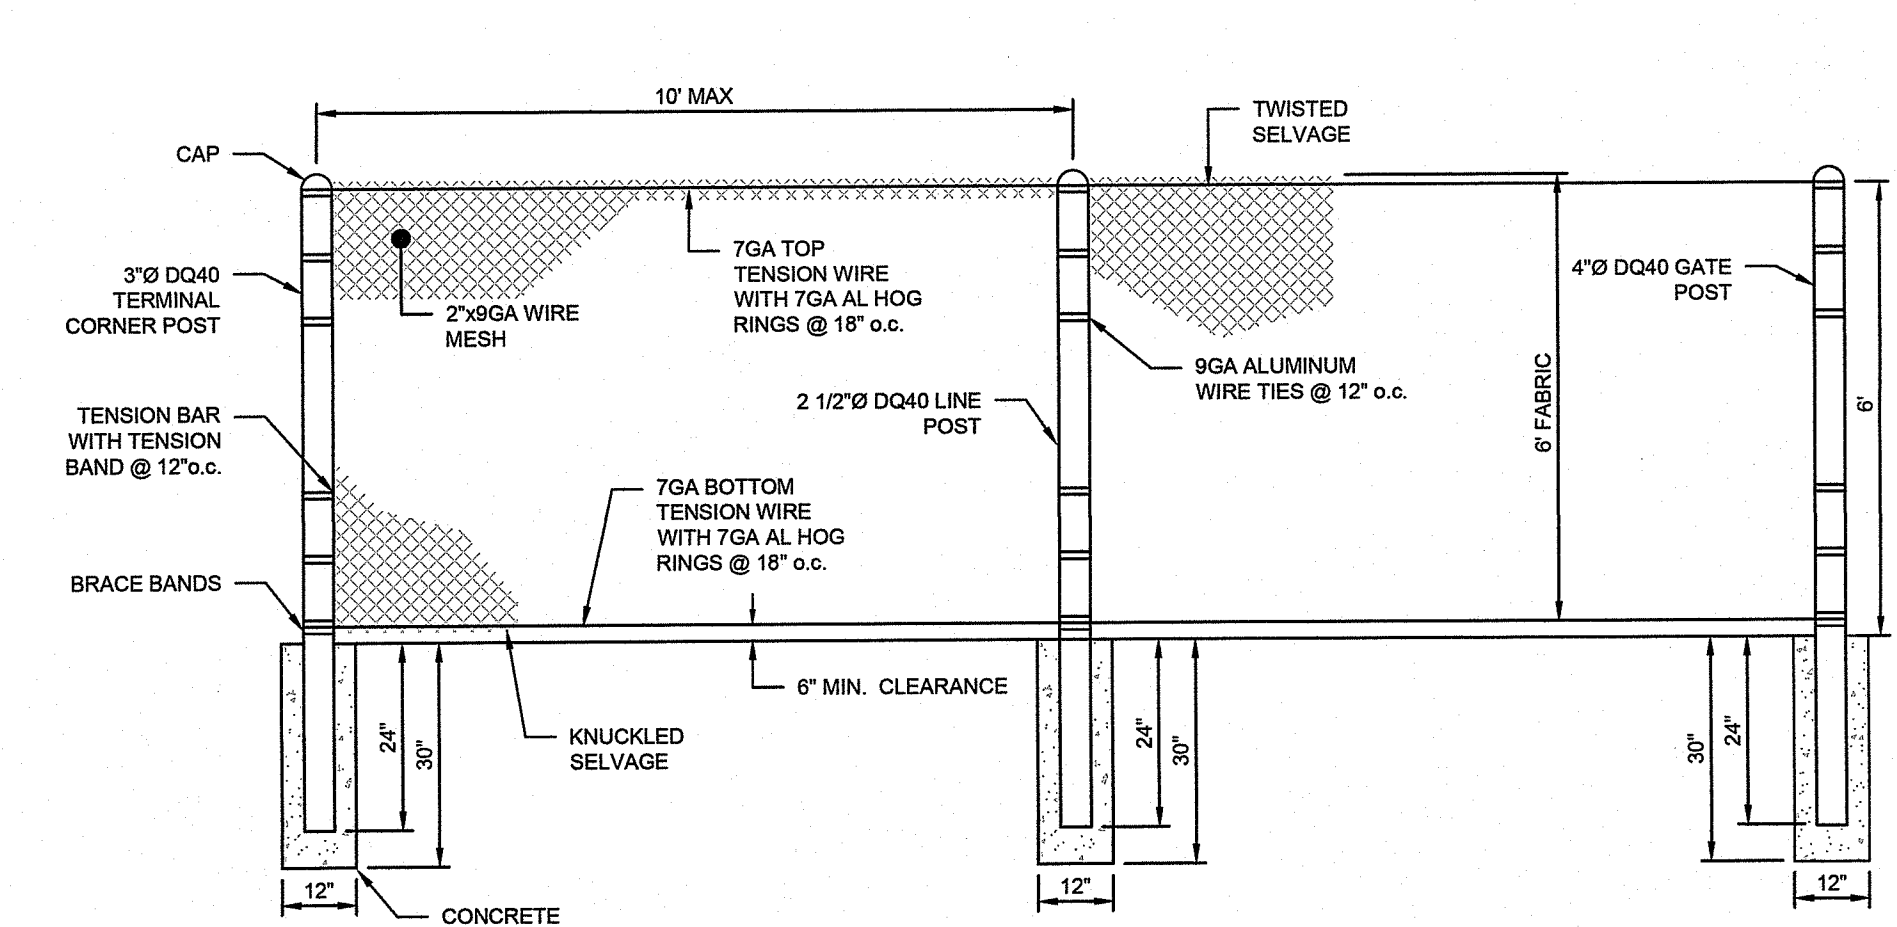 10' MAX
TWISTED
SELVAGE
CAP
7GA TOP
TENSION WIRE
WITH 7GA AL HOG
RINGS @ 18" o.c.
3"Ø DQ40
TERMINAL
CORNER POST
2"x9GA WIRE
MESH
4"Ø DQ40 GATE
POST
9GA ALUMINUM
WIRE TIES @ 12" o.c.
2 1/2"Ø DQ40 LINE
POST
6' FABRIC
6'
TENSION BAR
WITH TENSION
BAND @ 12"o.c.
7GA BOTTOM
TENSION WIRE
WITH 7GA AL HOG
RINGS @ 18" o.c.
BRACE BANDS
6" MIN. CLEARANCE
KNUCKLED
SELVAGE
24"
30"
24"
30"
30"
24"
12"
CONCRETE
12"
12"